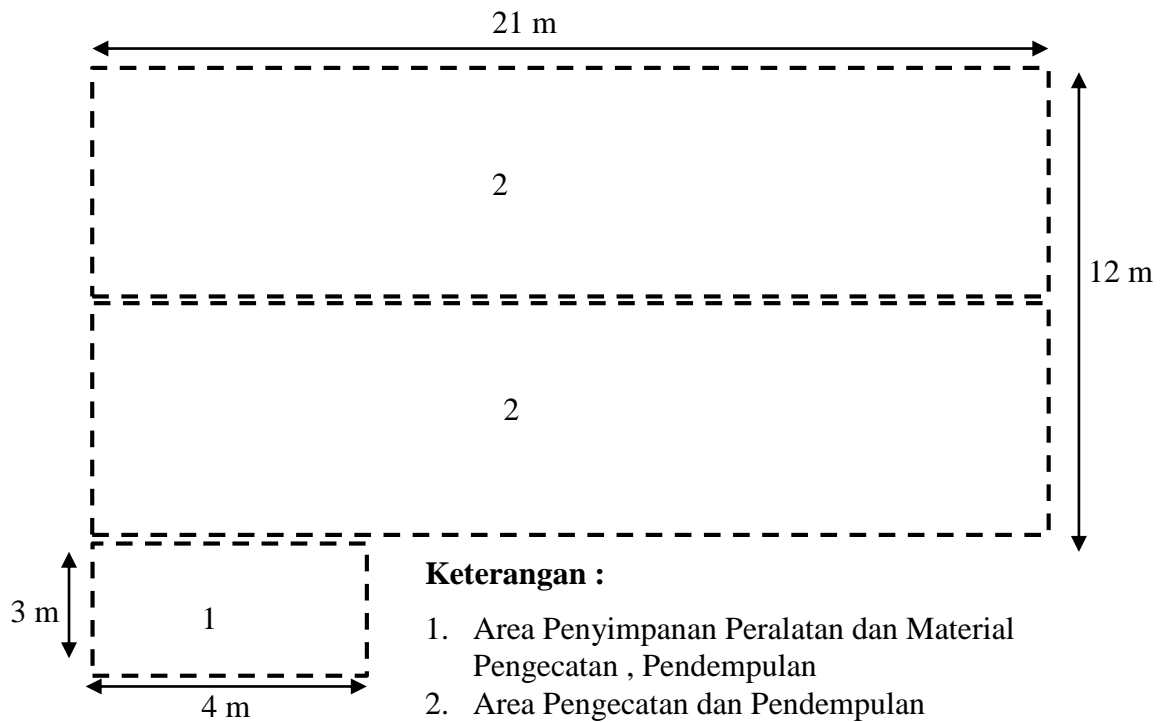 21 m
2
12 m
2
3 m
1
4 m
Keterangan :
1. Area Penyimpanan Peralatan dan Material
Pengecatan , Pendempulan
2. Area Pengecatan dan Pendempulan